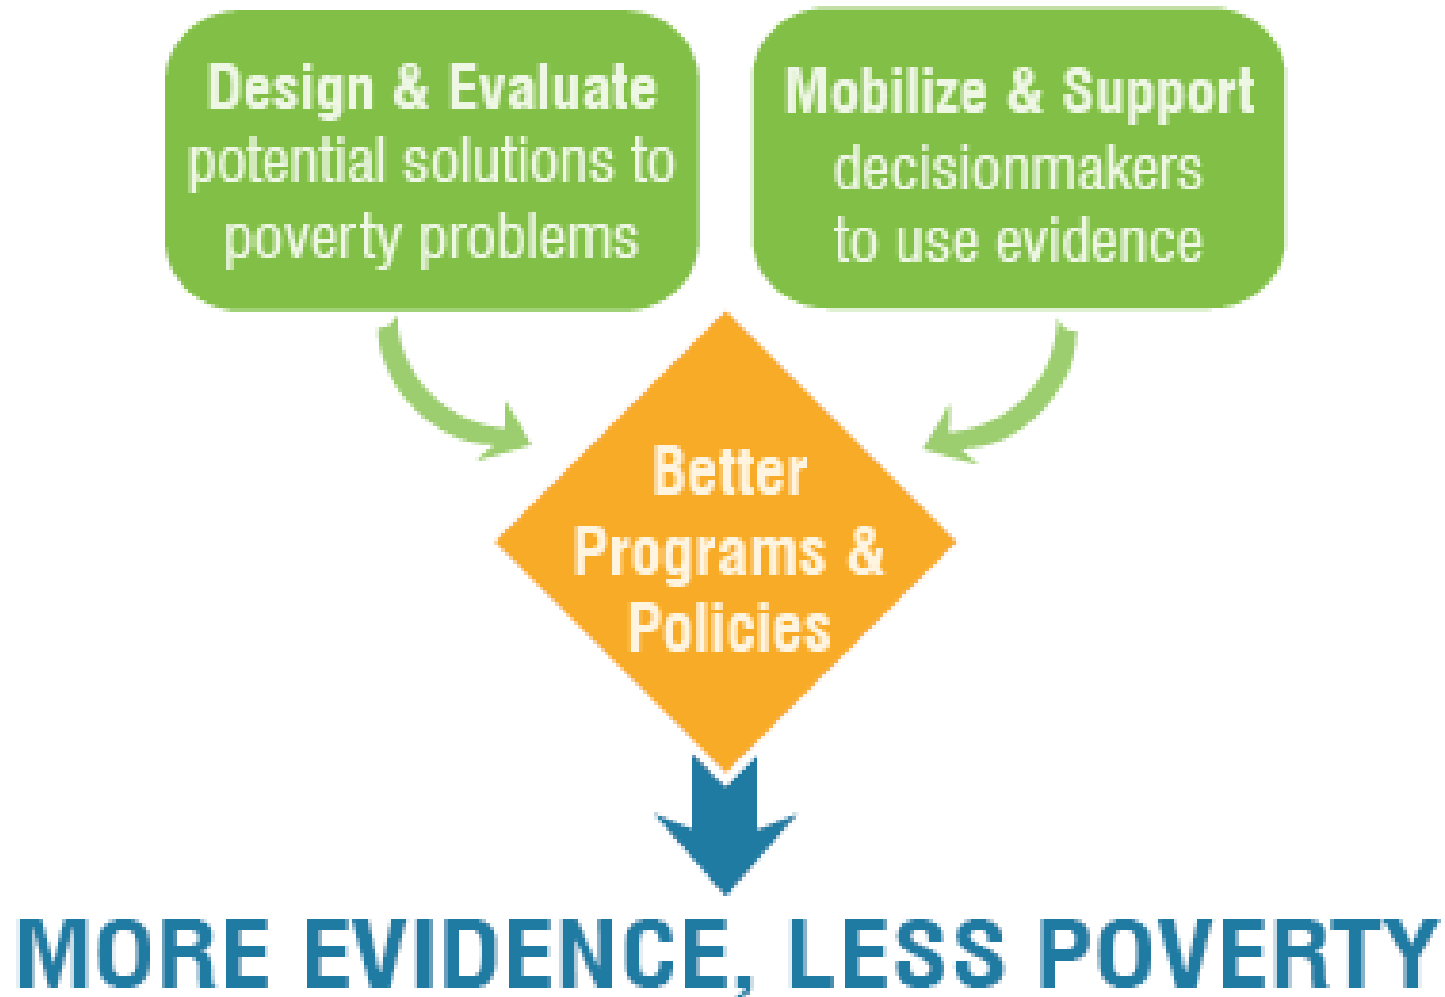 Design & Evaluate
potential solutions to
poverty problems
Mobilize & Support
decisionmakers
to use evidence
Better
Programs &
Policies
MORE EVIDENCE, LESS POVERTY